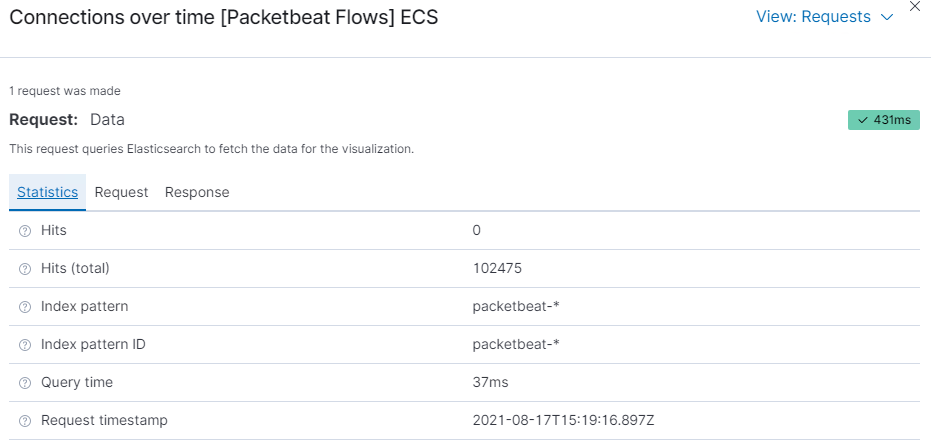 Connections over time [Packetbeat Flows] ECS
View: Requests
1 request was made
Request: Data
431ms
This request queries Elasticsearch to fetch the data for the visualization.
Statistics Request Response
Hits 0
Hits (total) 102475
Index pattern packetbeat-*
Index pattern ID packetbeat-*
Query time 37ms
Request timestamp 2021-08-17T15:19:16.897Z